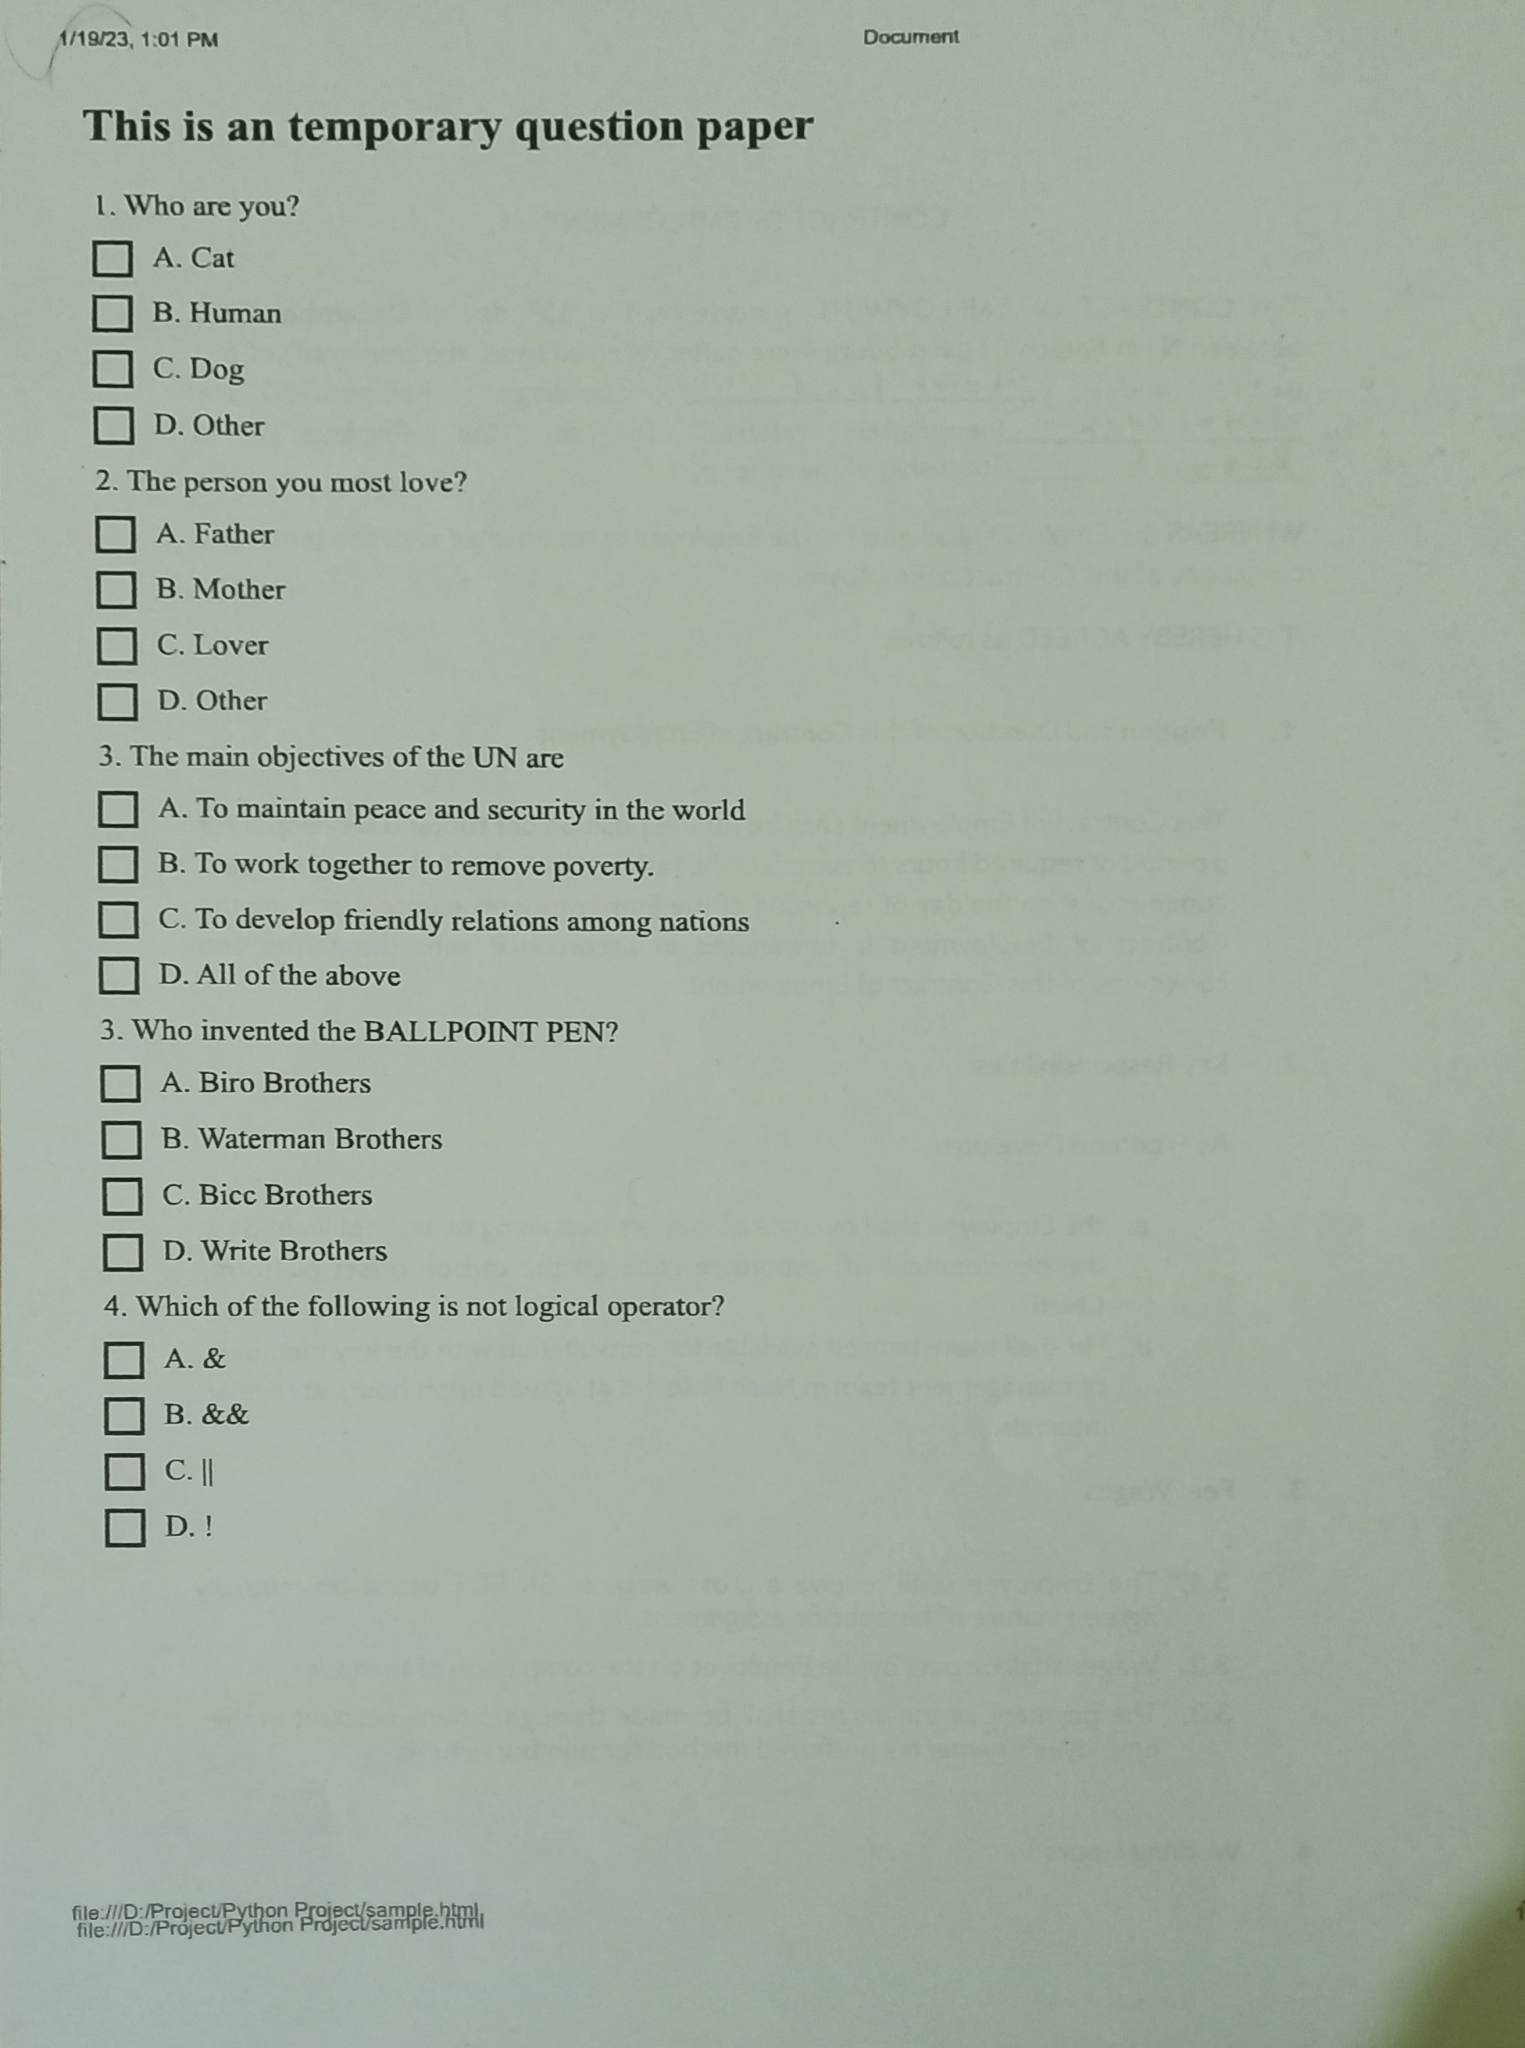 1/19/23, 1:01 PM
Document
This is an temporary question paper
1. Who are you?
A. Cat
B. Human
C. Dog
D. Other
2. The person you most love?
A. Father
B. Mother
C. Lover
D. Other
3. The main objectives of the UN are
A. To maintain peace and security in the world
B. To work together to remove poverty.
C. To develop friendly relations among nations
D. All of the above
3. Who invented the BALLPOINT PEN?
A. Biro Brothers
B. Waterman Brothers
C. Bicc Brothers
D. Write Brothers
4. Which of the following is not logical operator?
A. &
B. &&
C. ||
D. !
file:///D:/Project/Python Project/sample.html
file:///D:/Project/Python Project/sample.html